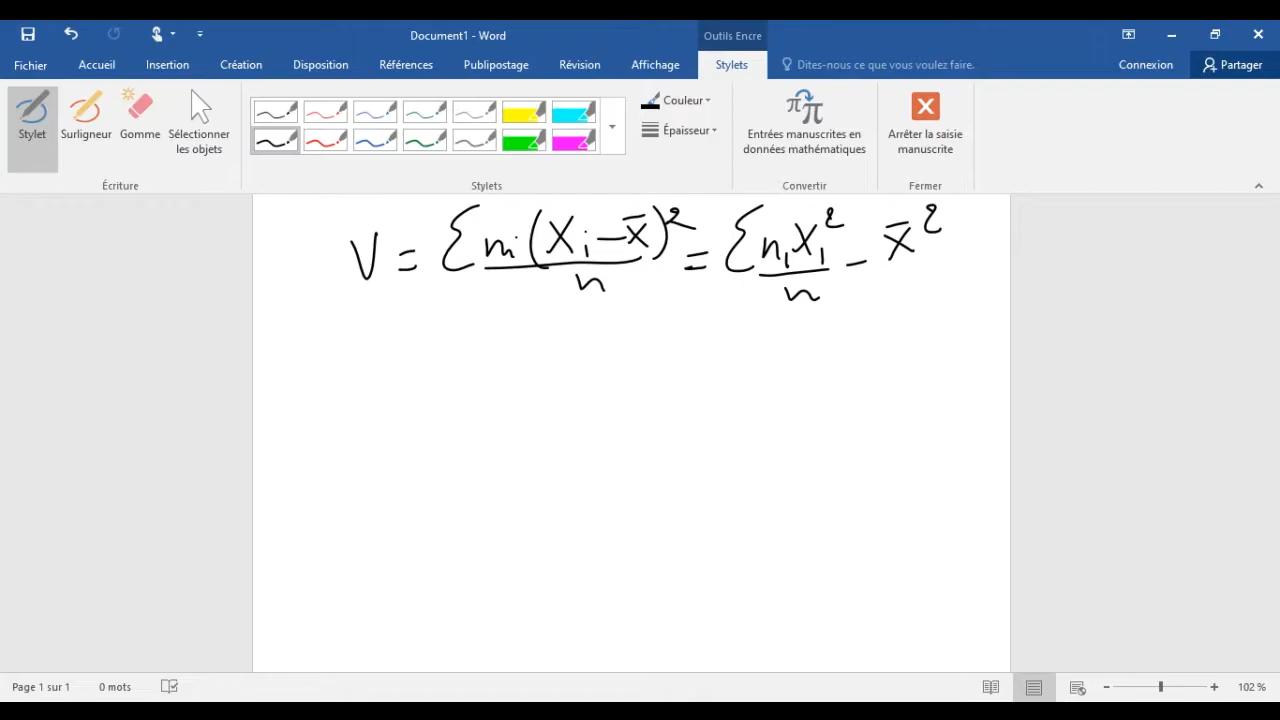 Document1 - Word
Outils Encre
Fichier Accueil Insertion Création Disposition Références Publipostage Révision Affichage Stylets Dites-nous ce que vous voulez faire. Connexion Partager
Stylet Surligneur Gomme Sélectionner les objets
Couleur
Épaisseur
Entrées manuscrites en données mathématiques
Arrêter la saisie manuscrite
Écriture Stylets Convertir Fermer
V = Σ ni(Xi - x̄)² / n = Σ niXi² / n - x̄²
Page 1 sur 1 0 mots 102 %